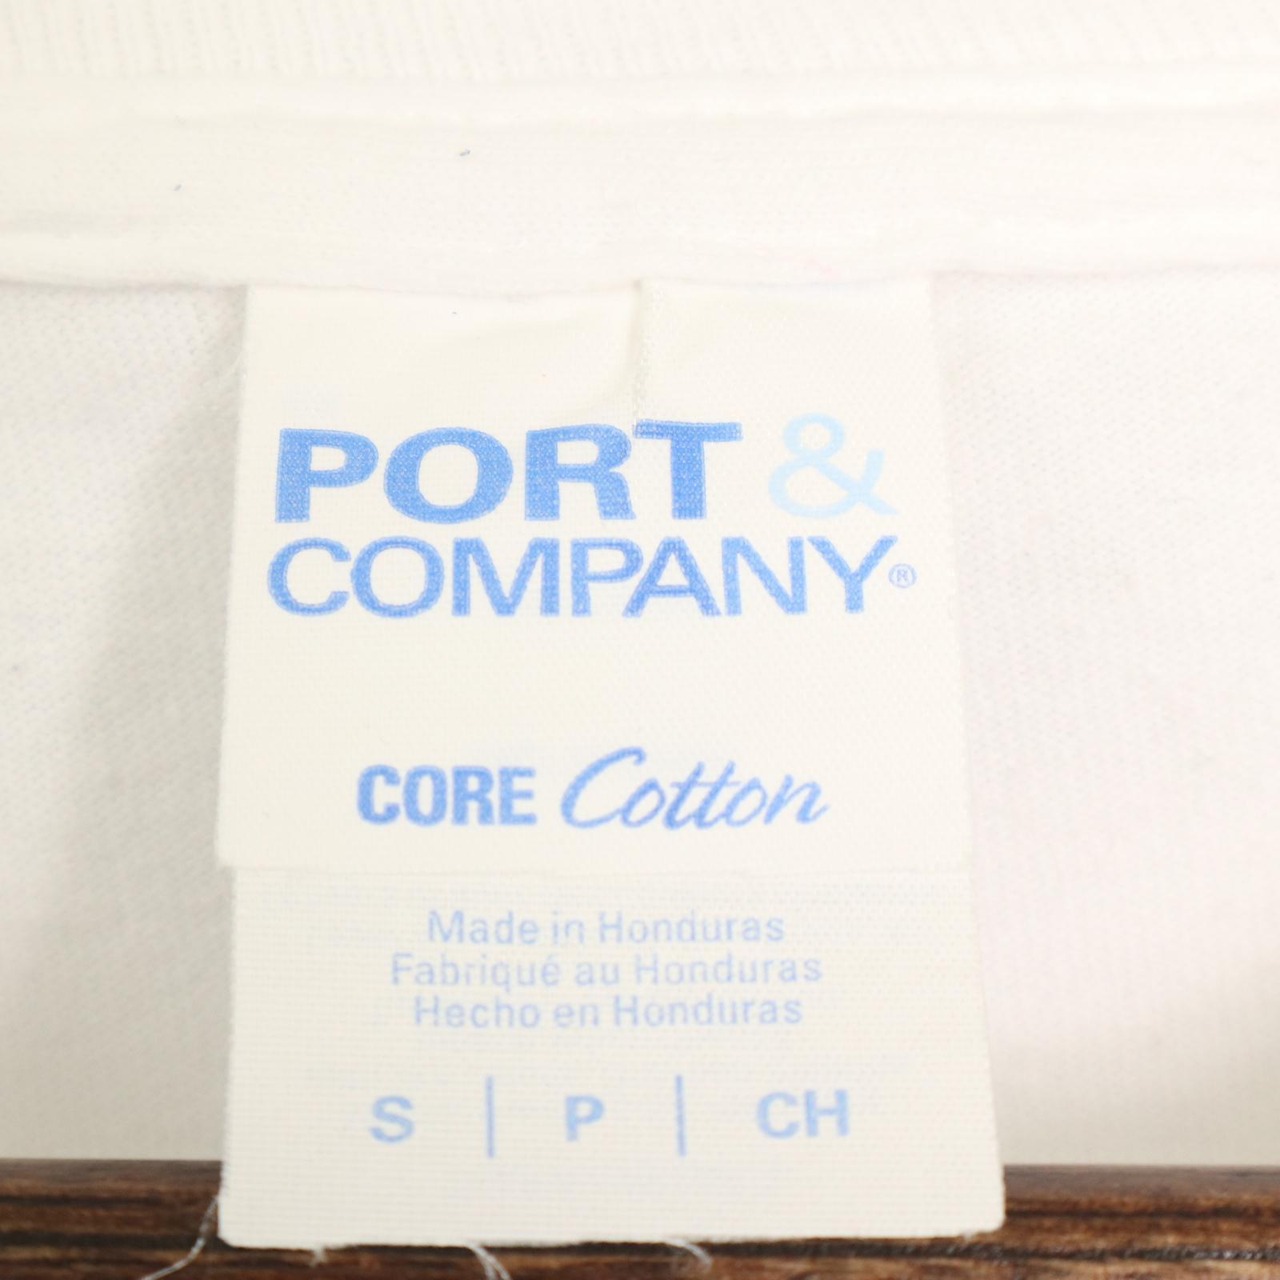 PORT &
COMPANY®
CORE Cotton
Made in Honduras
Fabriqué au Honduras
Hecho en Honduras
S | P | CH